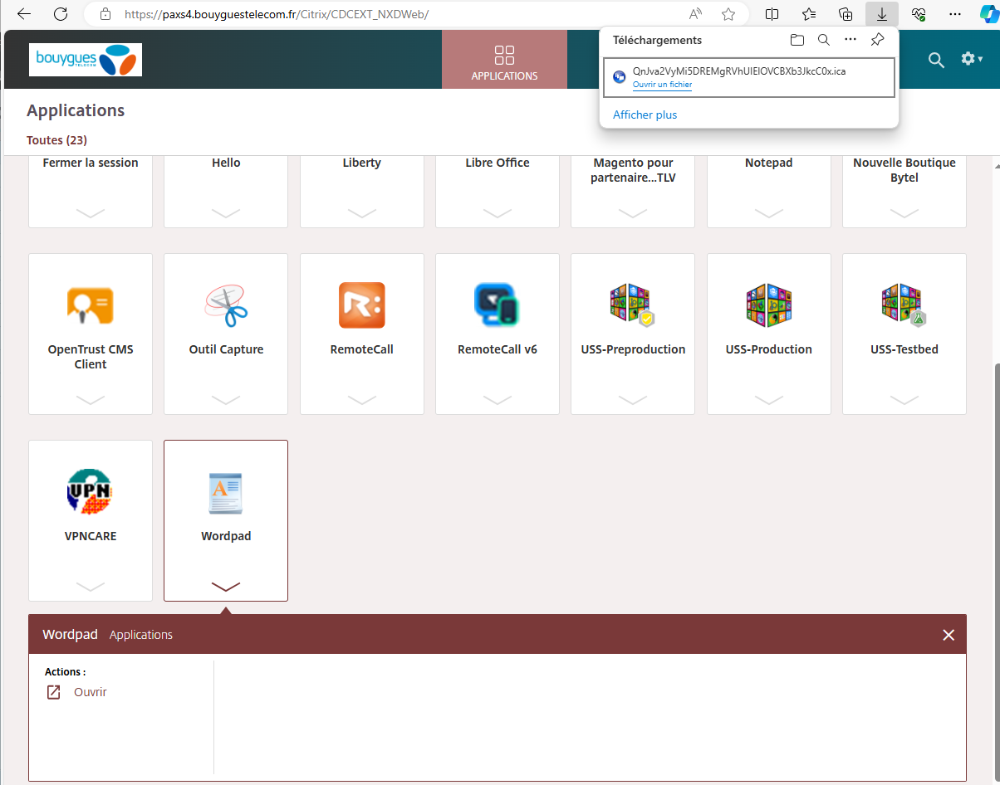 https://paxs4.bouyguestelecom.fr/Citrix/CDCEXT_NXDWeb/
bouygues
TELECOM
APPLICATIONS
Téléchargements
QnJva2VyMi5DREMgRVhUIElOVCBXb3JkcC0x.ica
Ouvrir un fichier
Afficher plus
Applications
Toutes (23)
Fermer la session
Hello
Liberty
Libre Office
Magento pour
partenaire...TLV
Notepad
Nouvelle Boutique
Bytel
OpenTrust CMS
Client
Outil Capture
RemoteCall
RemoteCall v6
USS-Preproduction
USS-Production
USS-Testbed
VPN
VPNCARE
Wordpad
Wordpad Applications
Actions :
Ouvrir